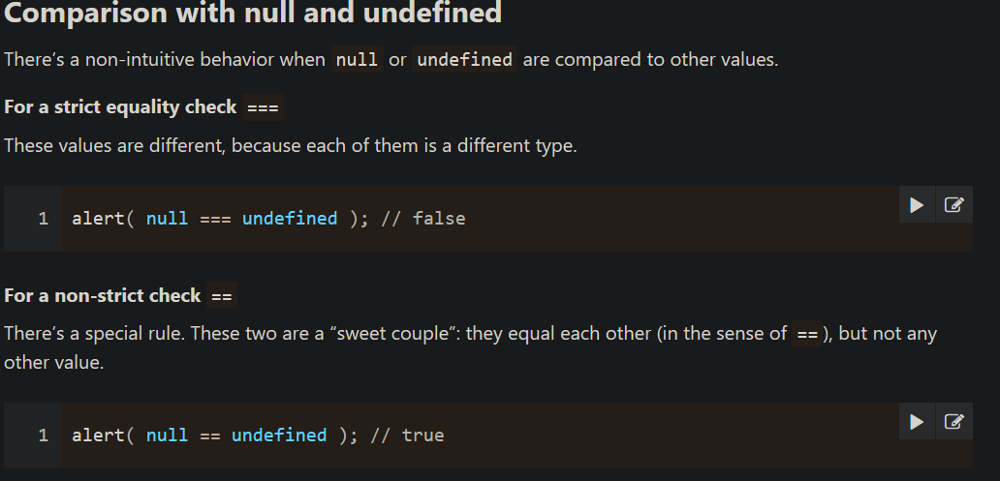 Comparison with null and undefined
There’s a non-intuitive behavior when null or undefined are compared to other values.
For a strict equality check ===
These values are different, because each of them is a different type.
1 alert( null === undefined ); // false
For a non-strict check ==
There’s a special rule. These two are a “sweet couple”: they equal each other (in the sense of ==), but not any
other value.
1 alert( null == undefined ); // true